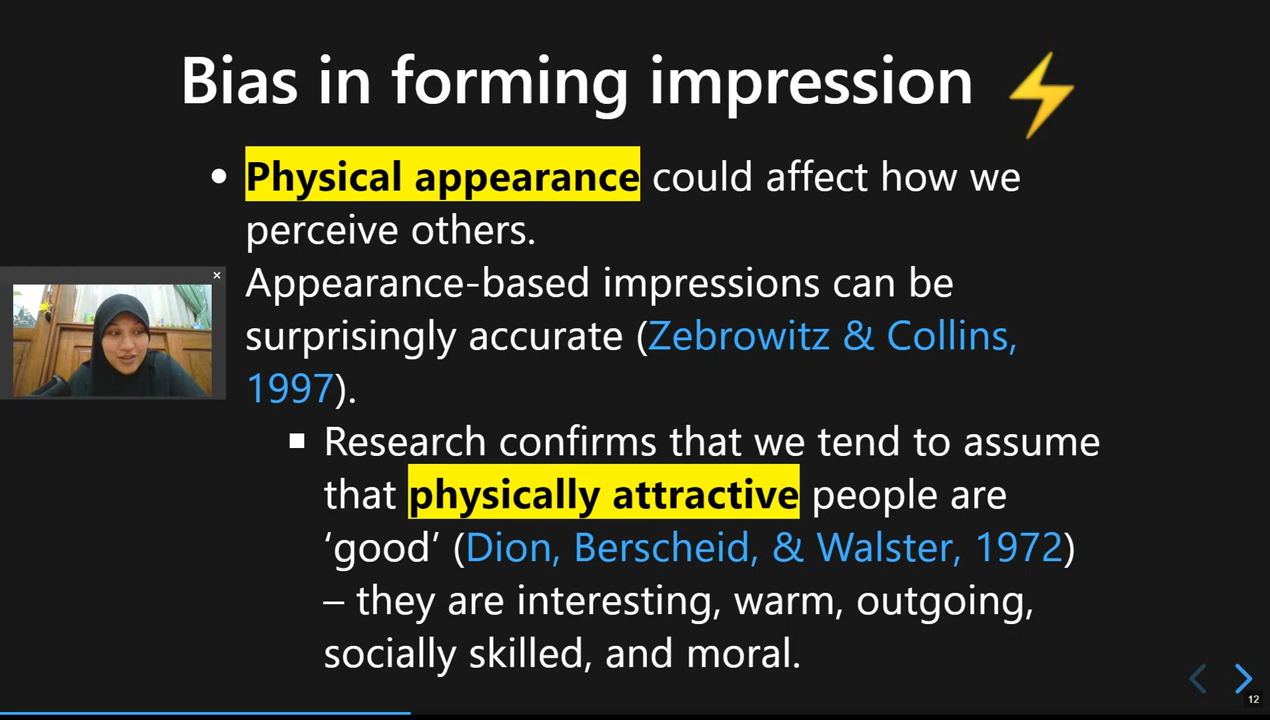 Bias in forming impression ⚡
• Physical appearance could affect how we
perceive others.
Appearance-based impressions can be
surprisingly accurate (Zebrowitz & Collins,
1997).
▪ Research confirms that we tend to assume
that physically attractive people are
‘good’ (Dion, Berscheid, & Walster, 1972)
– they are interesting, warm, outgoing,
socially skilled, and moral.
12